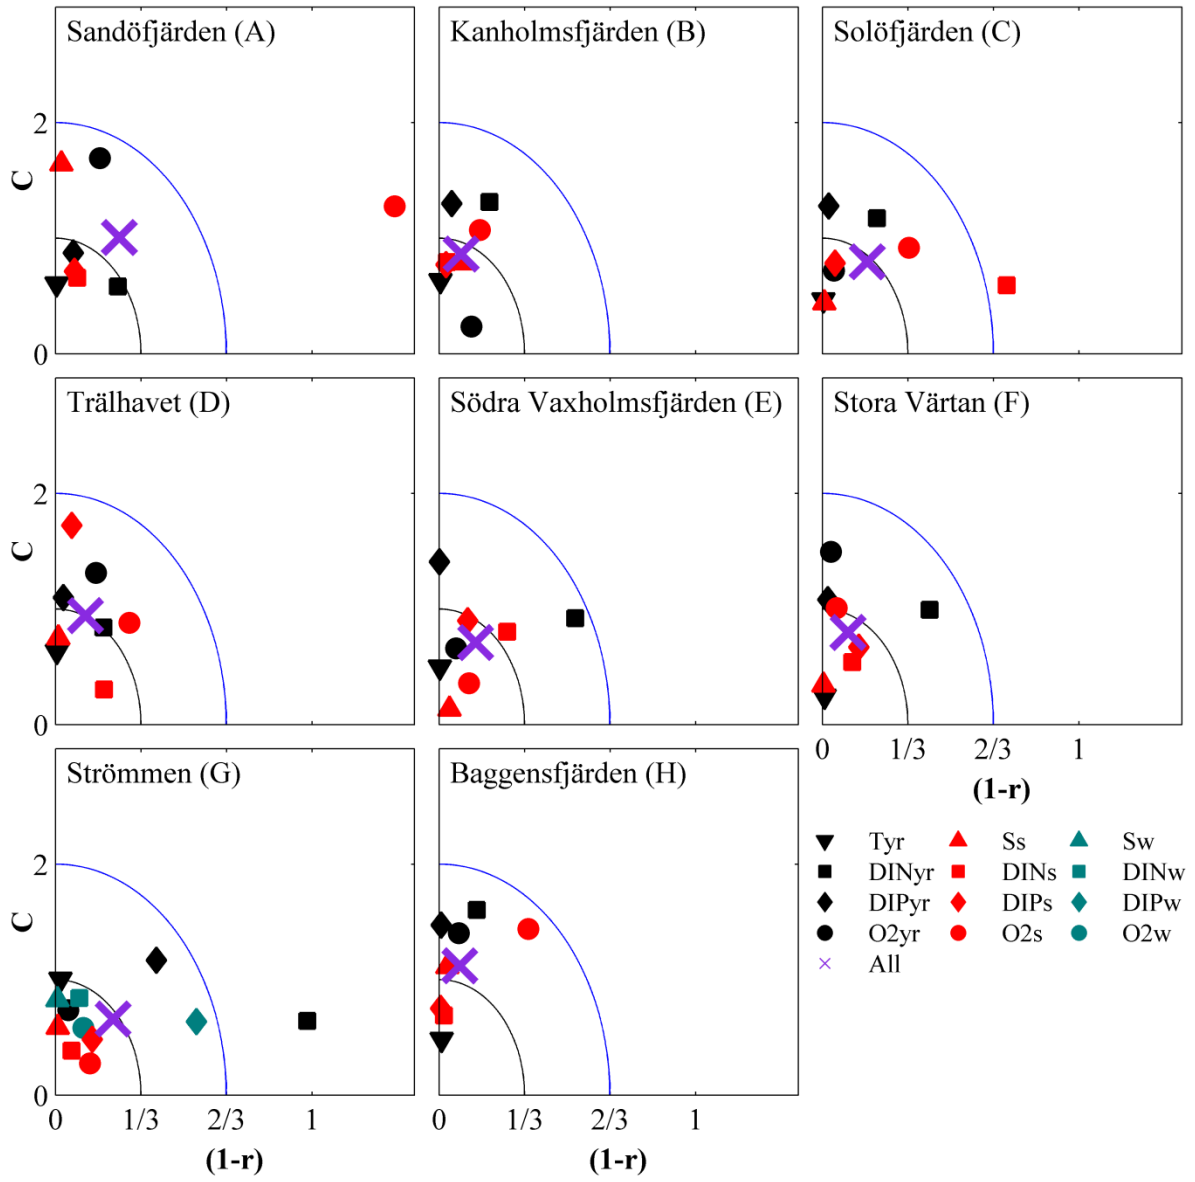 Sandöfjärden (A)
Kanholmsfjärden (B)
Solöfjärden (C)
2
C
0
Trälhavet (D)
Södra Vaxholmsfjärden (E)
Stora Värtan (F)
2
C
0
0 1/3 2/3 1
(1-r)
Strömmen (G)
Baggensfjärden (H)
2
C
0
0 1/3 2/3 1
(1-r)
0 1/3 2/3 1
(1-r)
Tyr Ss Sw
DINyr DINs DINw
DIPyr DIPs DIPw
O2yr O2s O2w
All